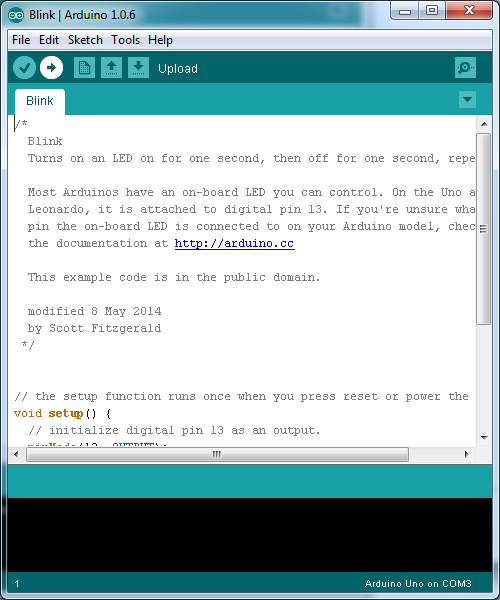 Blink | Arduino 1.0.6
File Edit Sketch Tools Help
Upload
Blink
/*
Blink
Turns on an LED on for one second, then off for one second, repe
Most Arduinos have an on-board LED you can control. On the Uno a
Leonardo, it is attached to digital pin 13. If you're unsure wha
pin the on-board LED is connected to on your Arduino model, chec
the documentation at http://arduino.cc
This example code is in the public domain.
modified 8 May 2014
by Scott Fitzgerald
*/
// the setup function runs once when you press reset or power the
void setup() {
// initialize digital pin 13 as an output.
pinMode(13, OUTPUT);
1
Arduino Uno on COM3